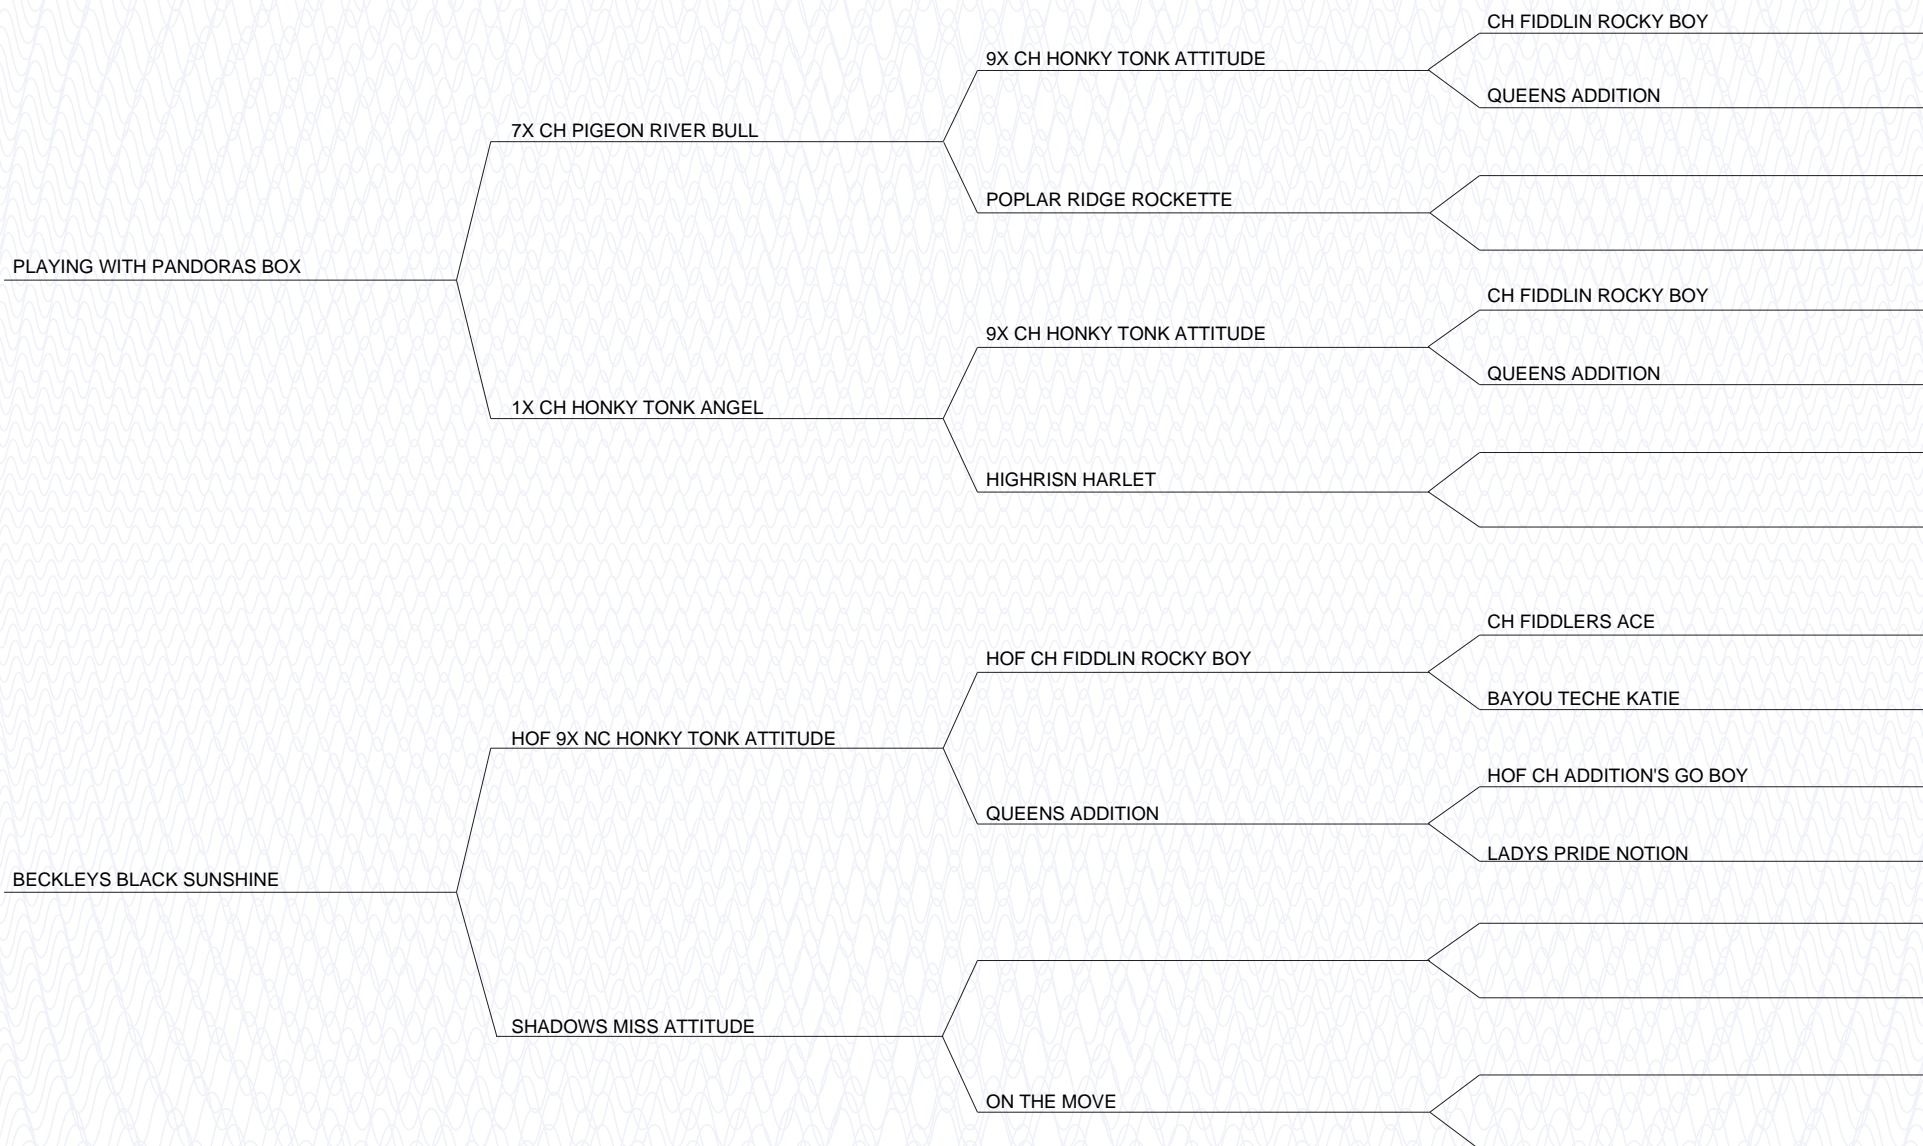 CH FIDDLIN ROCKY BOY
9X CH HONKY TONK ATTITUDE
QUEENS ADDITION
7X CH PIGEON RIVER BULL
POPLAR RIDGE ROCKETTE
PLAYING WITH PANDORAS BOX
CH FIDDLIN ROCKY BOY
9X CH HONKY TONK ATTITUDE
QUEENS ADDITION
1X CH HONKY TONK ANGEL
HIGHRISN HARLET
CH FIDDLERS ACE
HOF CH FIDDLIN ROCKY BOY
BAYOU TECHE KATIE
HOF 9X NC HONKY TONK ATTITUDE
HOF CH ADDITION'S GO BOY
QUEENS ADDITION
LADYS PRIDE NOTION
BECKLEYS BLACK SUNSHINE
SHADOWS MISS ATTITUDE
ON THE MOVE